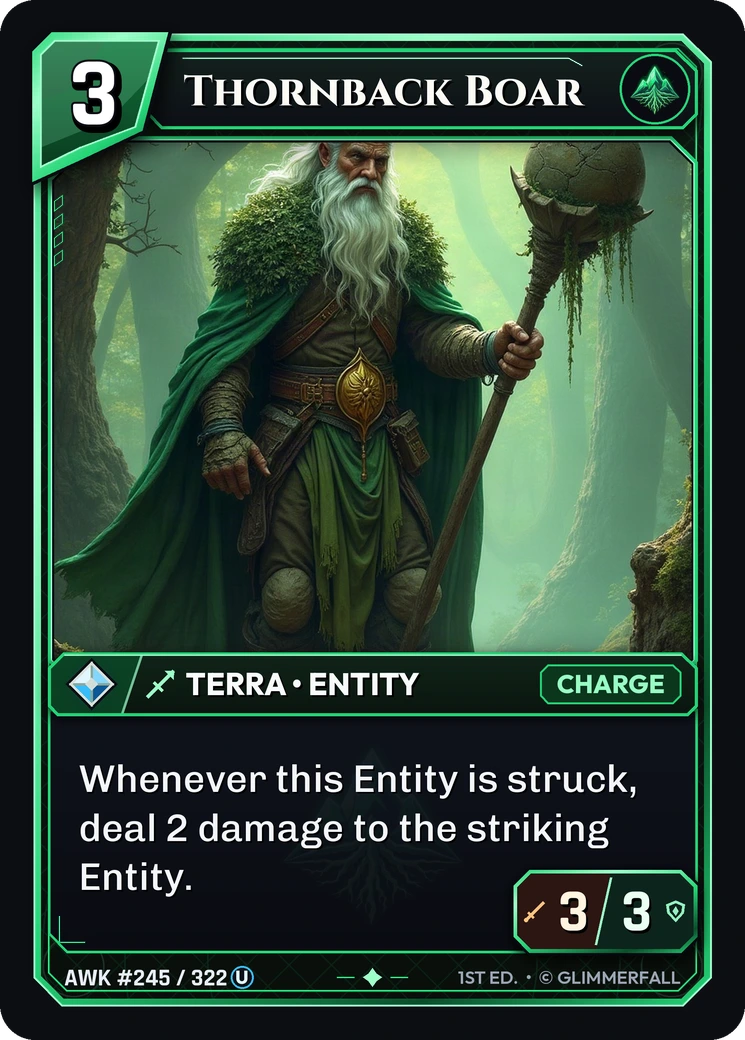 3
THORNBACK BOAR
TERRA • ENTITY
CHARGE
Whenever this Entity is struck,
deal 2 damage to the striking
Entity.
3 / 3
AWK #245 / 322 U
1ST ED. • © GLIMMERFALL